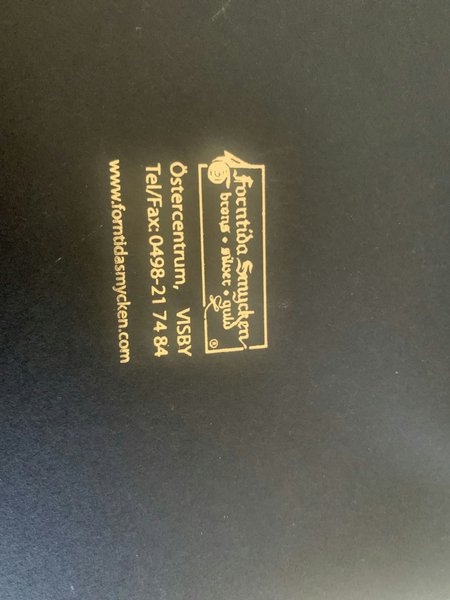 Forntida Smycken
brons • silver • guld
®
Östercentrum, VISBY
Tel/Fax: 0498-21 74 84
www.forntidasmycken.com